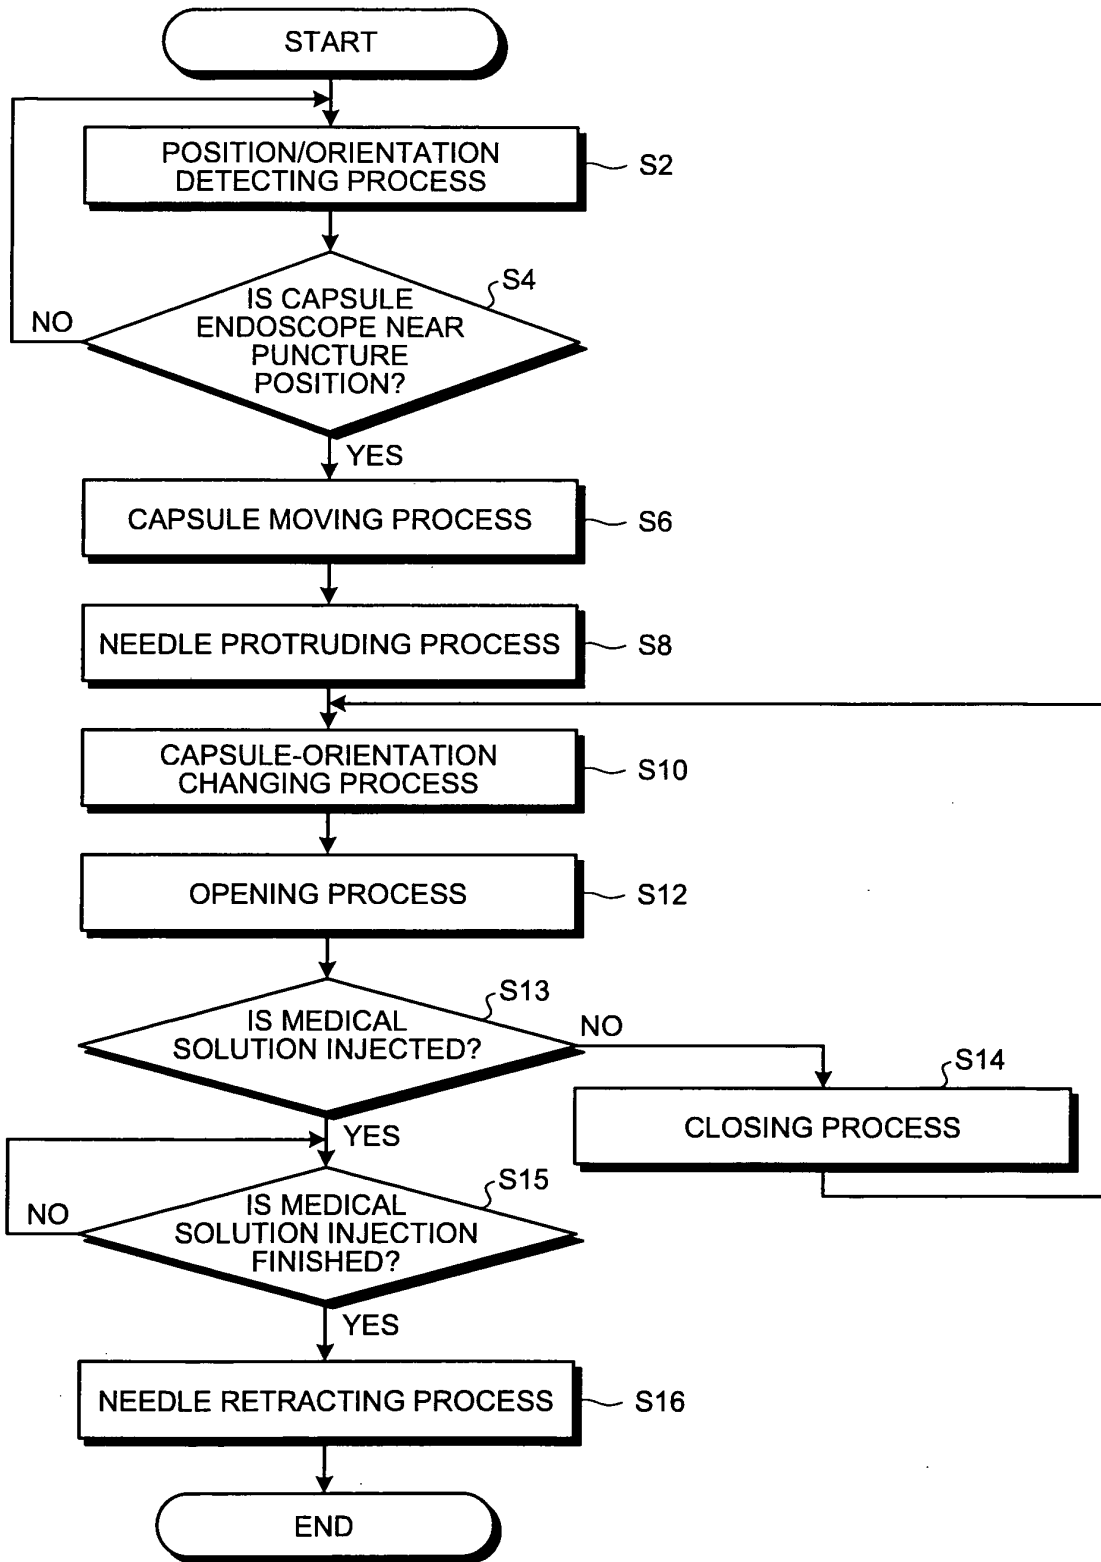 START
POSITION/ORIENTATION
DETECTING PROCESS
S2
S4
IS CAPSULE
ENDOSCOPE NEAR
PUNCTURE
POSITION?
NO
YES
CAPSULE MOVING PROCESS
S6
NEEDLE PROTRUDING PROCESS
S8
CAPSULE-ORIENTATION
CHANGING PROCESS
S10
OPENING PROCESS
S12
S13
IS MEDICAL
SOLUTION INJECTED?
NO
S14
CLOSING PROCESS
YES
S15
IS MEDICAL
SOLUTION INJECTION
FINISHED?
NO
YES
NEEDLE RETRACTING PROCESS
S16
END